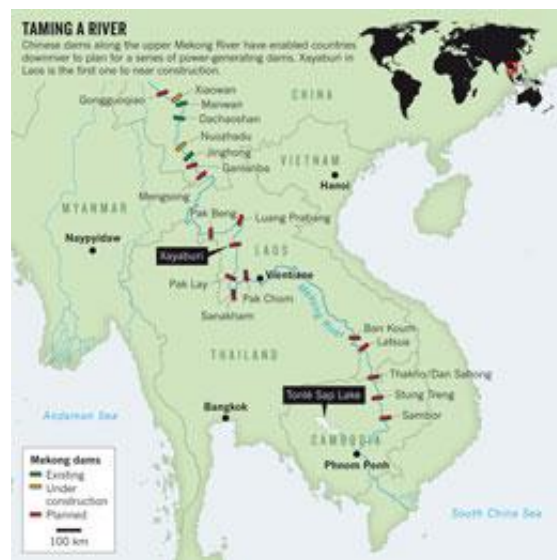 TAMING A RIVER
Chinese dams along the upper Mekong River have enabled countries
downriver to plan for a series of power-generating dams. Xayaburi in
Laos is the first one to near construction.
CHINA
Gongguoqiao
Xiaowan
Manwan
Dachaoshan
Nuozhadu
Jinghong
Ganlanba
Mengsong
VIETNAM
Hanoi
MYANMAR
Naypyidaw
Pak Beng
Luang Prabang
Xayaburi
LAOS
Pak Lay
Vientiane
Pak Chom
Sanakham
Mekong River
Ban Koum
Latsua
THAILAND
Thakho/Don Sahong
Stung Treng
Tonlé Sap Lake
Sambor
Bangkok
Andaman Sea
CAMBODIA
Phnom Penh
South China Sea
Mekong dams
Existing
Under
construction
Planned
100 km